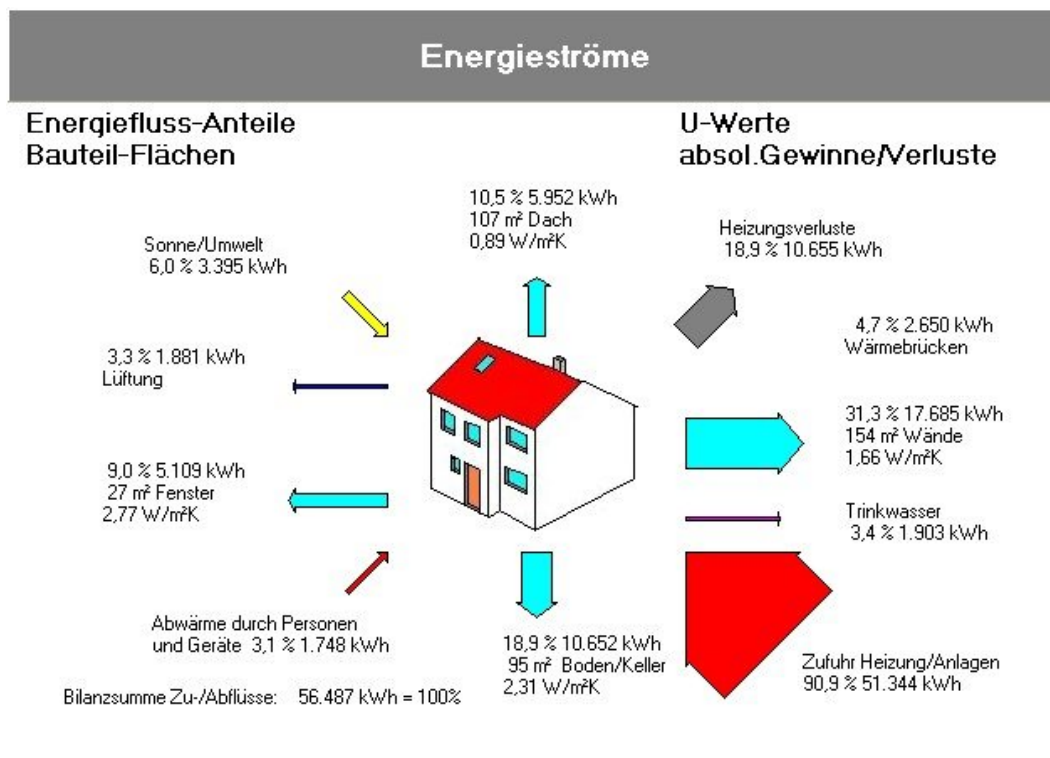 Energieströme
Energiefluss-Anteile
Bauteil-Flächen
U-Werte
absol.Gewinne/Verluste
10,5 % 5.952 kWh
107 m² Dach
0,89 W/m²K
Sonne/Umwelt
6,0 % 3.395 kWh
Heizungsverluste
18,9 % 10.655 kWh
3,3 % 1.881 kWh
Lüftung
4,7 % 2.650 kWh
Wärmebrücken
31,3 % 17.685 kWh
154 m² Wände
1,66 W/m²K
9,0 % 5.109 kWh
27 m² Fenster
2,77 W/m²K
Trinkwasser
3,4 % 1.903 kWh
Abwärme durch Personen
und Geräte 3,1 % 1.748 kWh
18,9 % 10.652 kWh
95 m² Boden/Keller
2,31 W/m²K
Zufuhr Heizung/Anlagen
90,9 % 51.344 kWh
Bilanzsumme Zu-/Abflüsse: 56.487 kWh = 100%